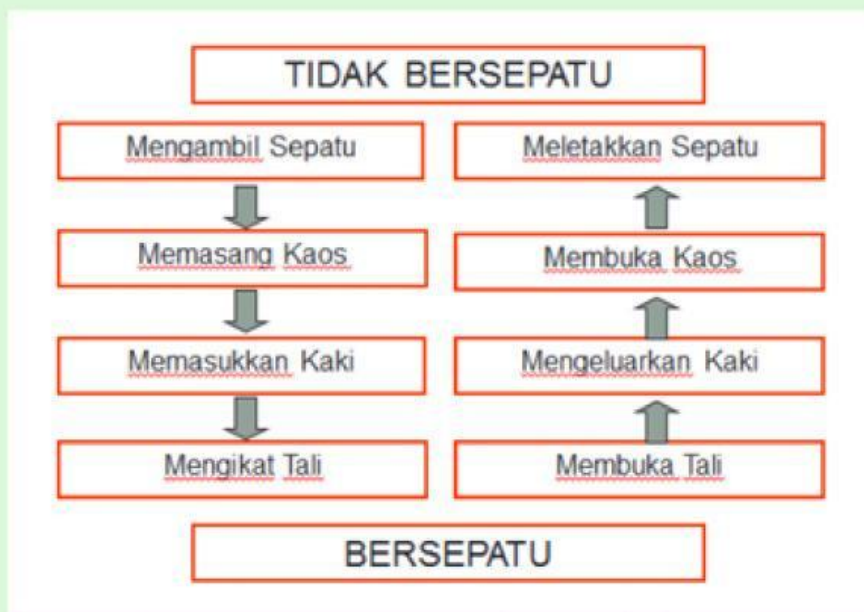 TIDAK BERSEPATU
Mengambil Sepatu
Meletakkan Sepatu
Memasang Kaos
Membuka Kaos
Memasukkan Kaki
Mengeluarkan Kaki
Mengikat Tali
Membuka Tali
BERSEPATU